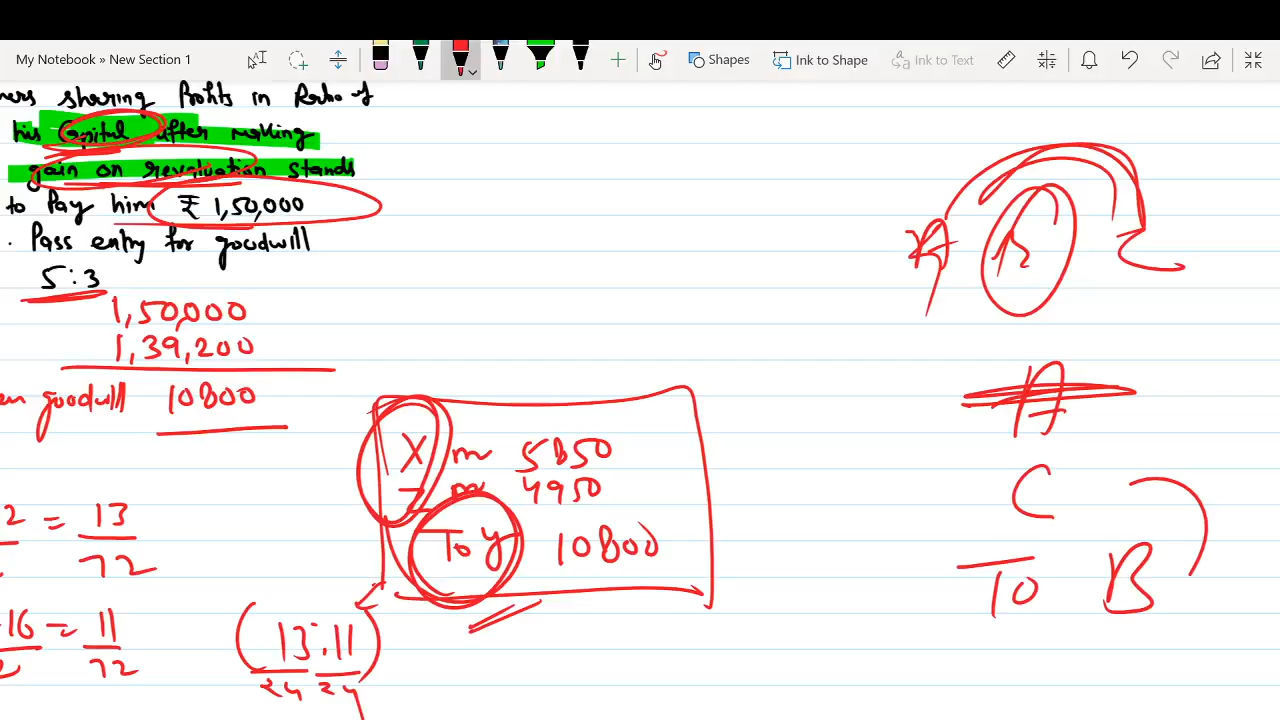 My Notebook » New Section 1
Shapes
Ink to Shape
Ink to Text
sharing Profits in Ratio of
his Capital after making
gain on revaluation stands
to Pay him ₹ 1,50,000
. Pass entry for goodwill
5:3
1,50,000
1,39,200
goodwill 10800
X 5850
4950
To Y 10800
= 13
72
16 = 11
72
(13:11)
24 24
A B C
A
C
To B